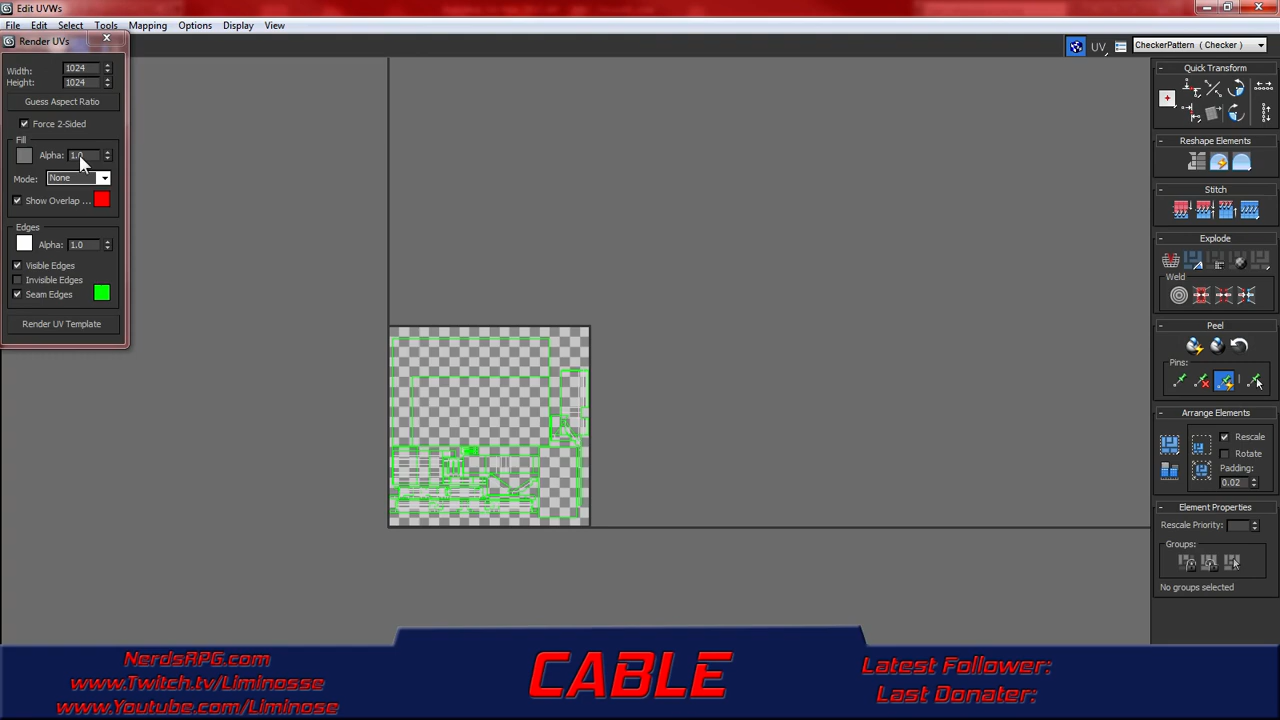 Edit UVWs
File Edit Select Tools Mapping Options Display View
Render UVs
UV
CheckerPattern ( Checker )
Width: 1024
Height: 1024
Guess Aspect Ratio
Force 2-Sided
Fill
Alpha: 1.0
Mode: None
Show Overlap ...
Edges
Alpha: 1.0
Visible Edges
Invisible Edges
Seam Edges
Render UV Template
Quick Transform
Reshape Elements
Stitch
Explode
Weld
Peel
Pins:
Arrange Elements
Rescale
Rotate
Padding:
0.02
Element Properties
Rescale Priority:
Groups:
No groups selected
NerdsRPG.com
www.Twitch.tv/Liminosse
www.Youtube.com/Liminose
CABLE
Latest Follower:
Last Donater: